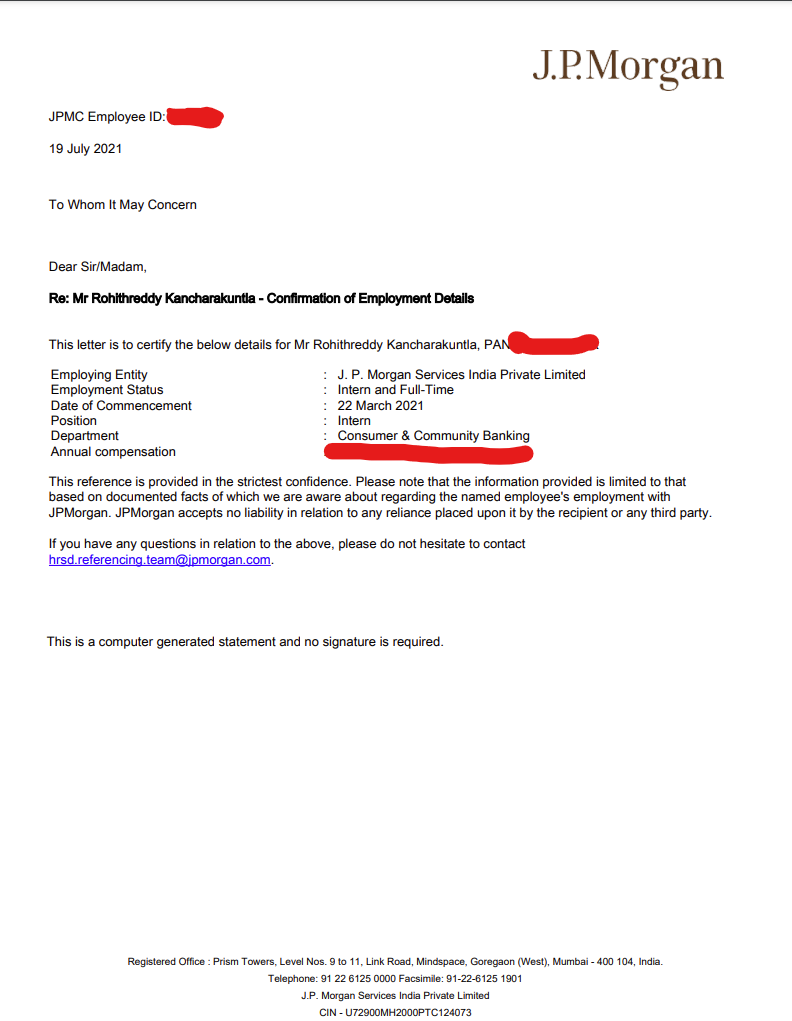 J.P.Morgan
JPMC Employee ID:
19 July 2021
To Whom It May Concern
Dear Sir/Madam,
Re: Mr Rohithreddy Kancharakuntla - Confirmation of Employment Details
This letter is to certify the below details for Mr Rohithreddy Kancharakuntla, PAN
Employing Entity : J. P. Morgan Services India Private Limited
Employment Status : Intern and Full-Time
Date of Commencement : 22 March 2021
Position : Intern
Department : Consumer & Community Banking
Annual compensation
This reference is provided in the strictest confidence. Please note that the information provided is limited to that
based on documented facts of which we are aware about regarding the named employee's employment with
JPMorgan. JPMorgan accepts no liability in relation to any reliance placed upon it by the recipient or any third party.
If you have any questions in relation to the above, please do not hesitate to contact
hrsd.referencing.team@jpmorgan.com.
This is a computer generated statement and no signature is required.
Registered Office : Prism Towers, Level Nos. 9 to 11, Link Road, Mindspace, Goregaon (West), Mumbai - 400 104, India.
Telephone: 91 22 6125 0000 Facsimile: 91-22-6125 1901
J.P. Morgan Services India Private Limited
CIN - U72900MH2000PTC124073